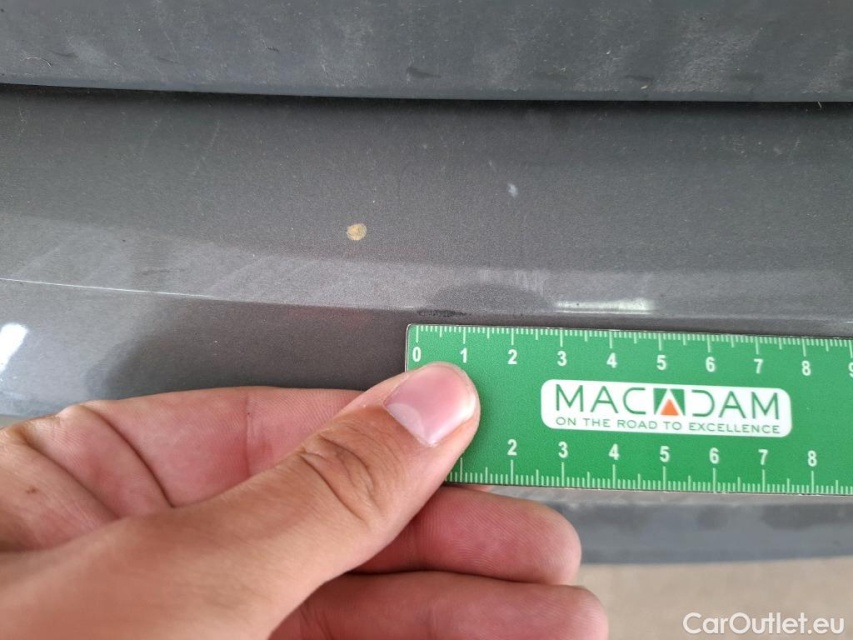 0 1 2 3 4 5 6 7 8 9
MACADAM
ON THE ROAD TO EXCELLENCE
2 3 4 5 6 7 8
CarOutlet.eu